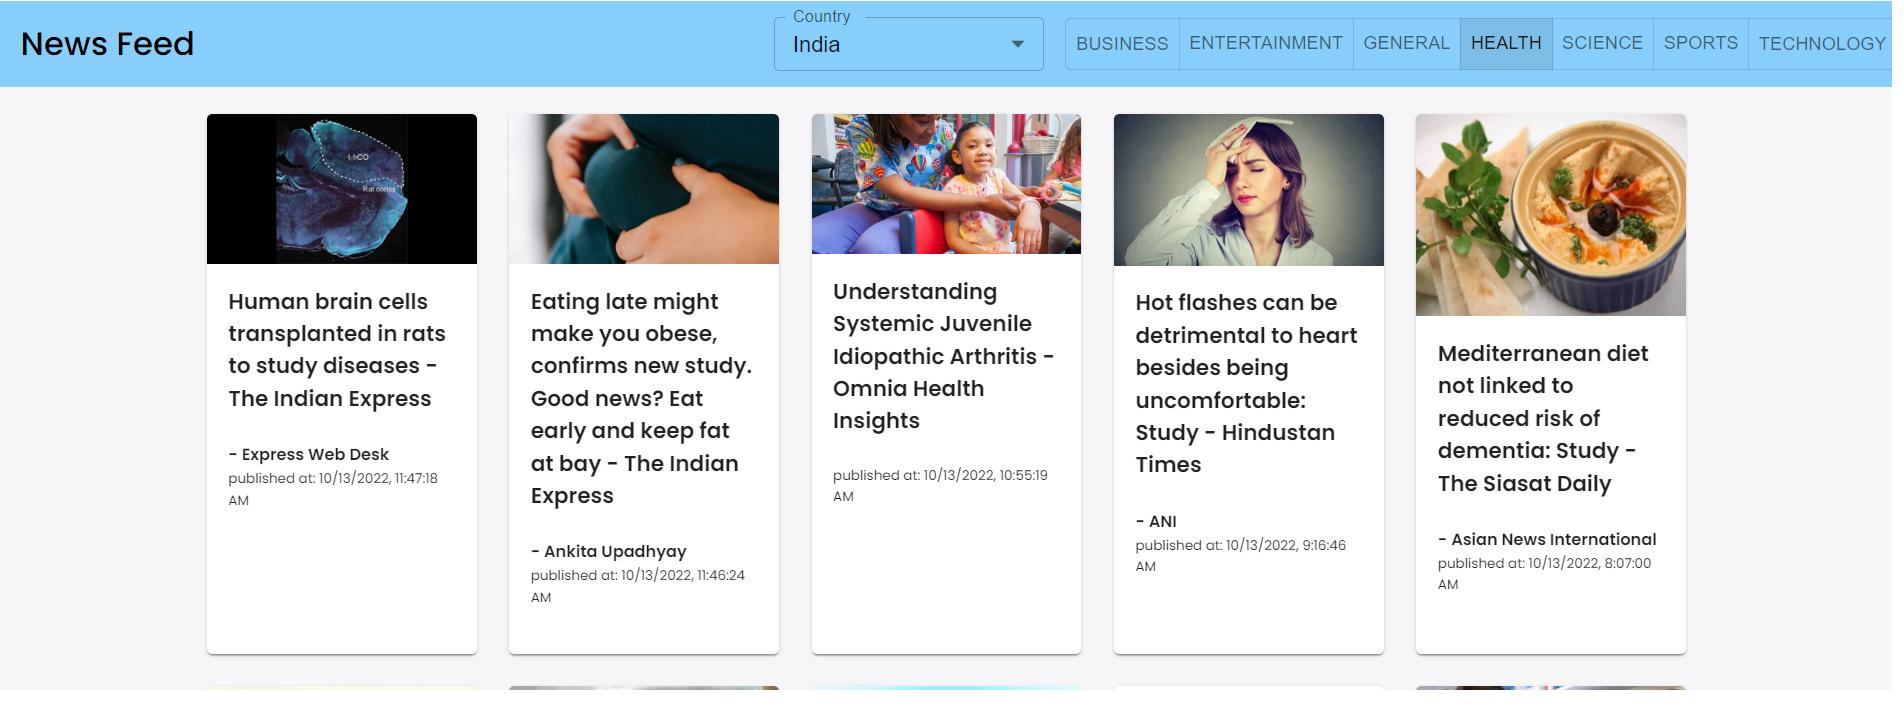 News Feed
Country
India
BUSINESS
ENTERTAINMENT
GENERAL
HEALTH
SCIENCE
SPORTS
TECHNOLOGY
t-hCO
Rat cortex
Human brain cells
transplanted in rats
to study diseases -
The Indian Express
- Express Web Desk
published at: 10/13/2022, 11:47:18
AM
Eating late might
make you obese,
confirms new study.
Good news? Eat
early and keep fat
at bay - The Indian
Express
- Ankita Upadhyay
published at: 10/13/2022, 11:46:24
AM
Understanding
Systemic Juvenile
Idiopathic Arthritis -
Omnia Health
Insights
published at: 10/13/2022, 10:55:19
AM
Hot flashes can be
detrimental to heart
besides being
uncomfortable:
Study - Hindustan
Times
- ANI
published at: 10/13/2022, 9:16:46
AM
Mediterranean diet
not linked to
reduced risk of
dementia: Study -
The Siasat Daily
- Asian News International
published at: 10/13/2022, 8:07:00
AM